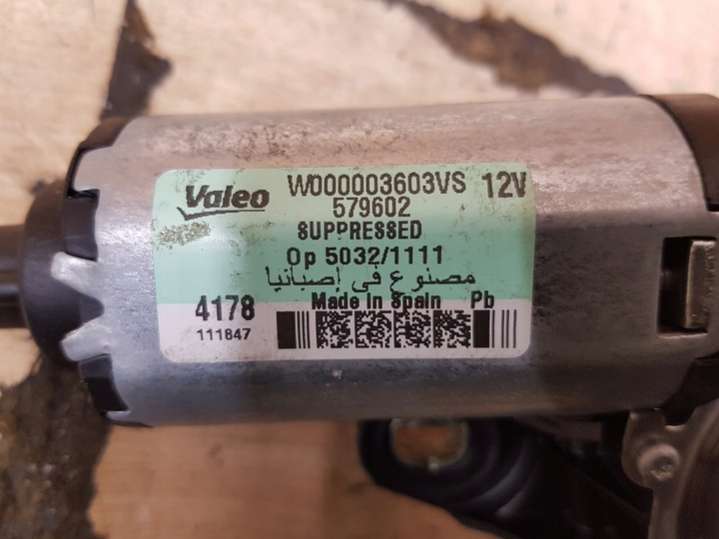 Valeo W000003603VS 12V
579602
SUPPRESSED
Op 5032/1111
مصنوع في إصبانيا
4178 Made in Spain Pb
111847